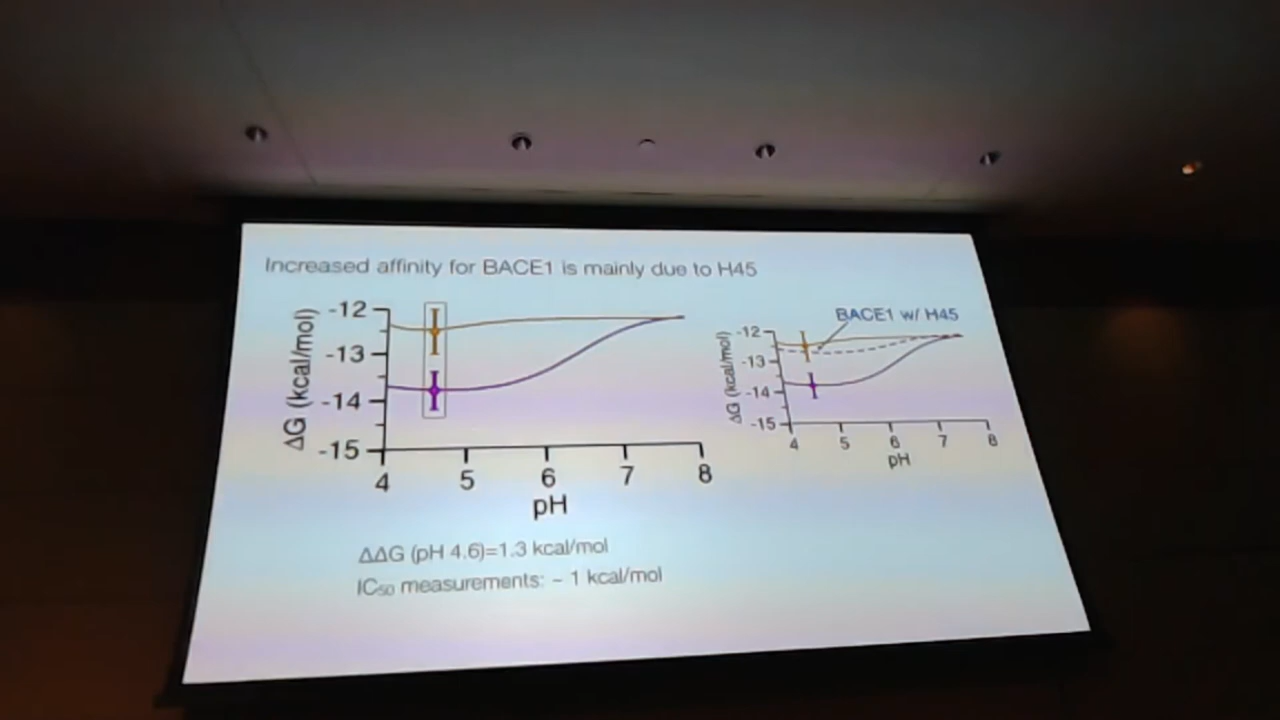 Increased affinity for BACE1 is mainly due to H45
ΔG (kcal/mol)
-12
-13
-14
-15
4 5 6 7 8
pH
BACE1 w/ H45
ΔG (kcal/mol)
-12
-13
-14
-15
4 5 6 7 8
pH
ΔΔG (pH 4.6)=1.3 kcal/mol
IC₅₀ measurements: ~ 1 kcal/mol